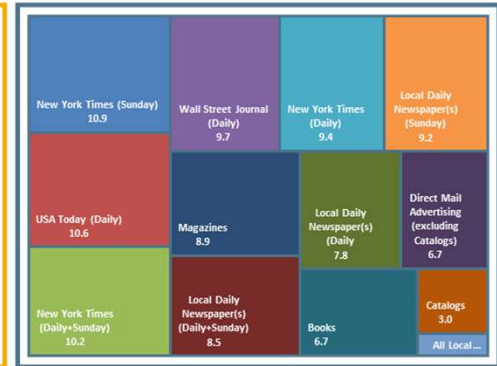 New York Times (Sunday)
10.9
Wall Street Journal
(Daily)
9.7
New York Times
(Daily)
9.4
Local Daily
Newspaper(s)
(Sunday)
9.2
USA Today (Daily)
10.6
Magazines
8.9
Local Daily
Newspaper(s)
(Daily
7.8
Direct Mail
Advertising
(excluding
Catalogs)
6.7
New York Times
(Daily+Sunday)
10.2
Local Daily
Newspaper(s)
(Daily+Sunday)
8.5
Books
6.7
Catalogs
3.0
All Local...